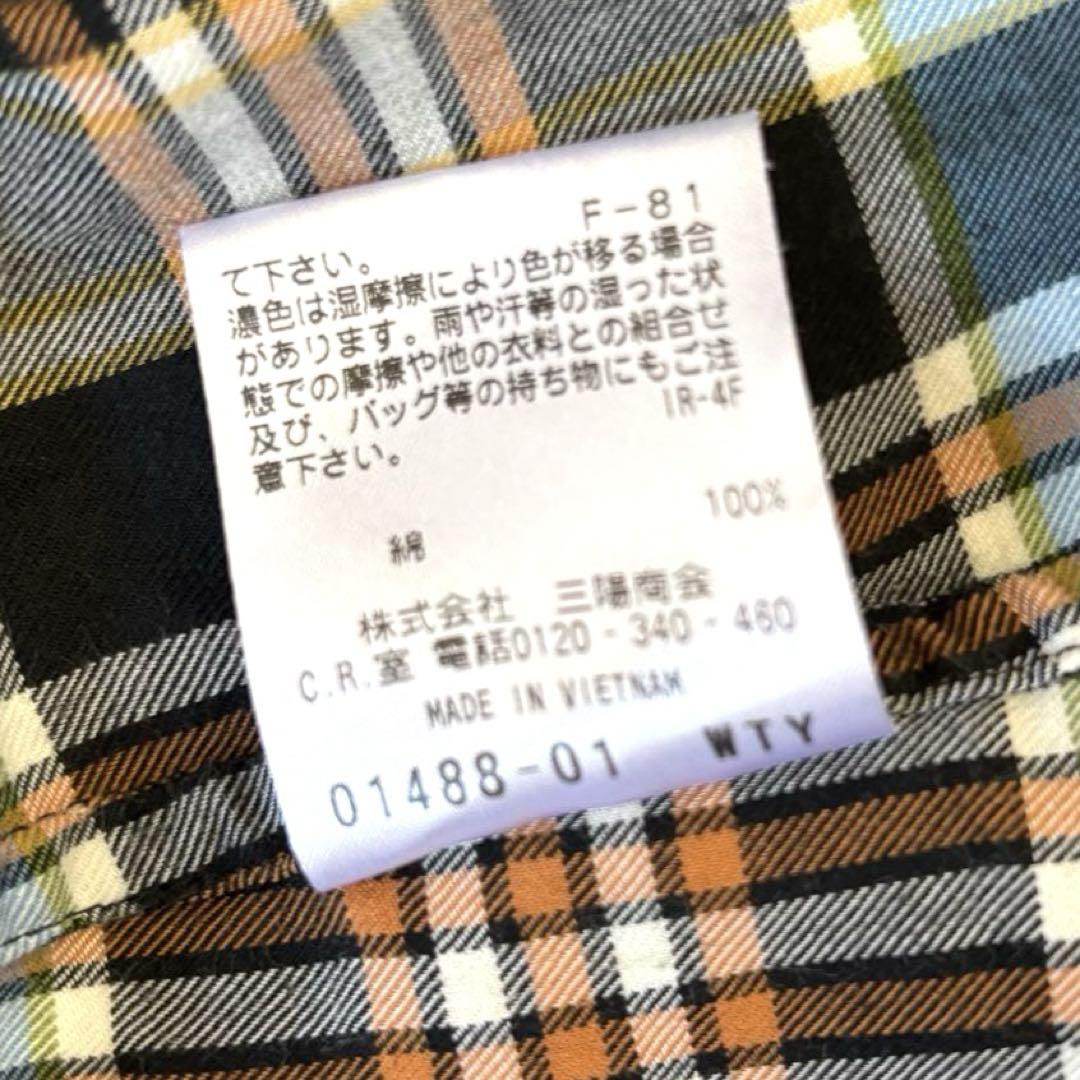 F-81
て下さい。
濃色は湿摩擦により色が移る場合
があります。雨や汗等の湿った状
態での摩擦や他の衣料との組合せ
及び、バッグ等の持ち物にもご注
意下さい。
IR-4F
綿 100%
株式会社 三陽商会
C.R.室 電話0120-340-460
MADE IN VIETNAM
01488-01 WTY